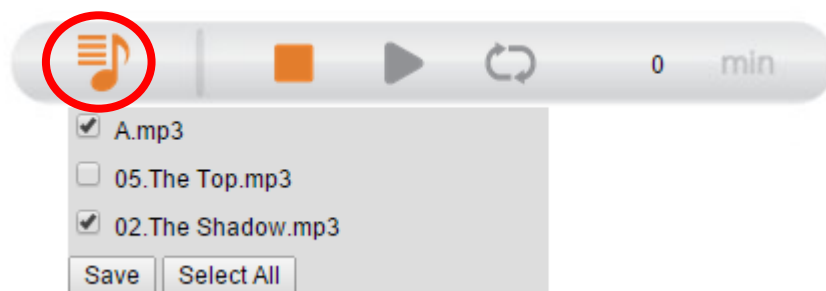 0 min
A.mp3
05.The Top.mp3
02.The Shadow.mp3
Save Select All